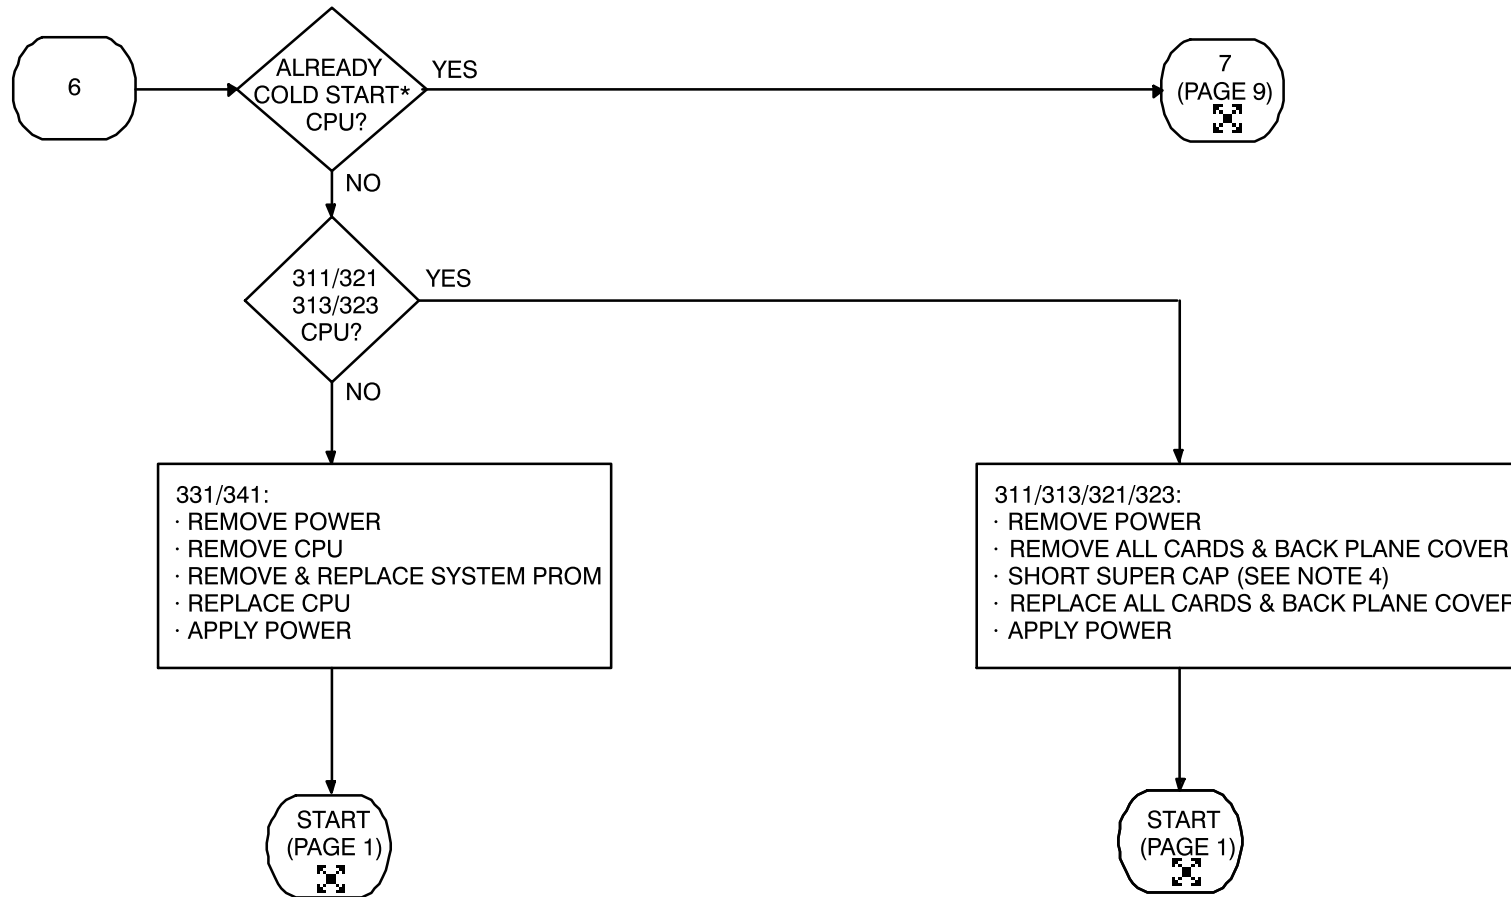 6
ALREADY
COLD START*
CPU?
YES
7
(PAGE 9)
NO
311/321
313/323
CPU?
YES
NO
331/341:
· REMOVE POWER
· REMOVE CPU
· REMOVE & REPLACE SYSTEM PROM
· REPLACE CPU
· APPLY POWER
311/313/321/323:
· REMOVE POWER
· REMOVE ALL CARDS & BACK PLANE COVER
· SHORT SUPER CAP (SEE NOTE 4)
· REPLACE ALL CARDS & BACK PLANE COVER
· APPLY POWER
START
(PAGE 1)
START
(PAGE 1)